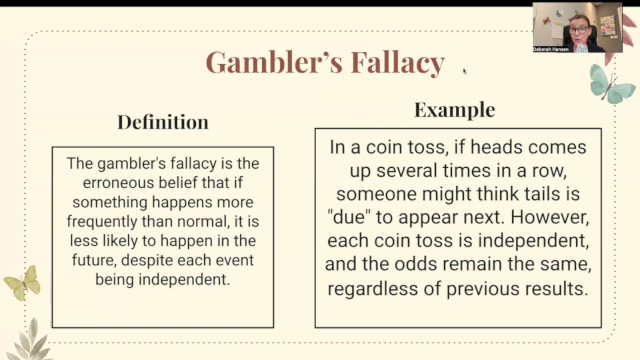 Gambler's Fallacy
Deborah Hansen
Definition
The gambler's fallacy is the
erroneous belief that if
something happens more
frequently than normal, it is
less likely to happen in the
future, despite each event
being independent.
Example
In a coin toss, if heads comes
up several times in a row,
someone might think tails is
"due" to appear next. However,
each coin toss is independent,
and the odds remain the same,
regardless of previous results.